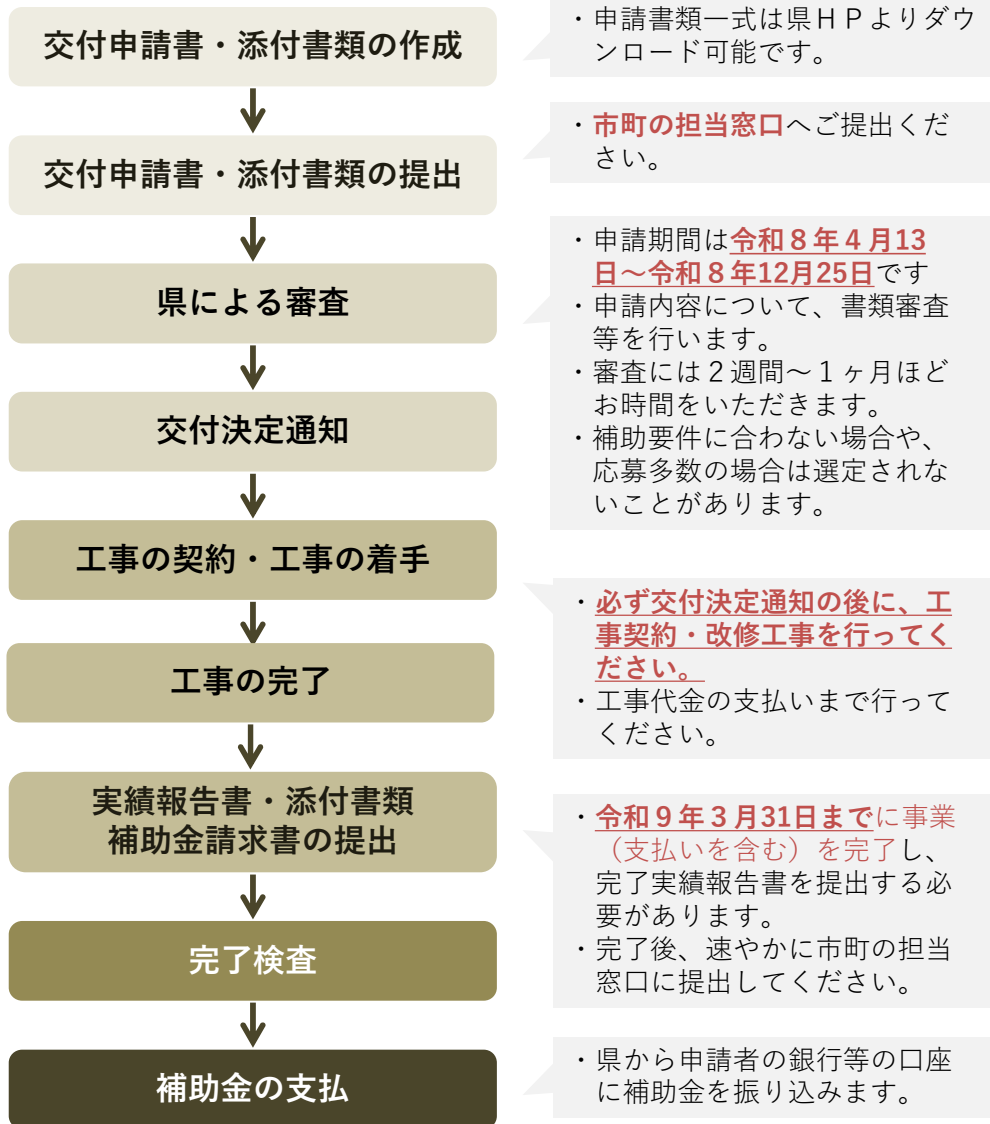 交付申請書・添付書類の作成
・申請書類一式は県ＨＰよりダウ
ンロード可能です。
交付申請書・添付書類の提出
・市町の担当窓口へご提出くだ
さい。
県による審査
・申請期間は令和８年４月13
日～令和８年12月25日です
・申請内容について、書類審査
等を行います。
・審査には２週間～１ヶ月ほど
お時間をいただきます。
・補助要件に合わない場合や、
応募多数の場合は選定されな
いことがあります。
交付決定通知
工事の契約・工事の着手
・必ず交付決定通知の後に、工
事契約・改修工事を行ってく
ださい。
・工事代金の支払いまで行って
ください。
工事の完了
実績報告書・添付書類
補助金請求書の提出
・令和９年３月31日までに事業
（支払いを含む）を完了し、
完了実績報告書を提出する必
要があります。
・完了後、速やかに市町の担当
窓口に提出してください。
完了検査
補助金の支払
・県から申請者の銀行等の口座
に補助金を振り込みます。